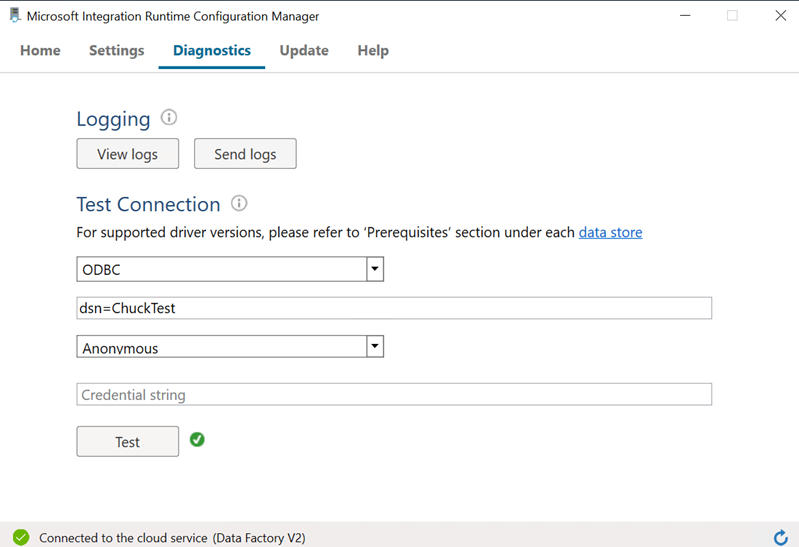 Microsoft Integration Runtime Configuration Manager
Home Settings Diagnostics Update Help
Logging
View logs Send logs
Test Connection
For supported driver versions, please refer to ‘Prerequisites’ section under each data store
ODBC
dsn=ChuckTest
Anonymous
Credential string
Test
Connected to the cloud service (Data Factory V2)